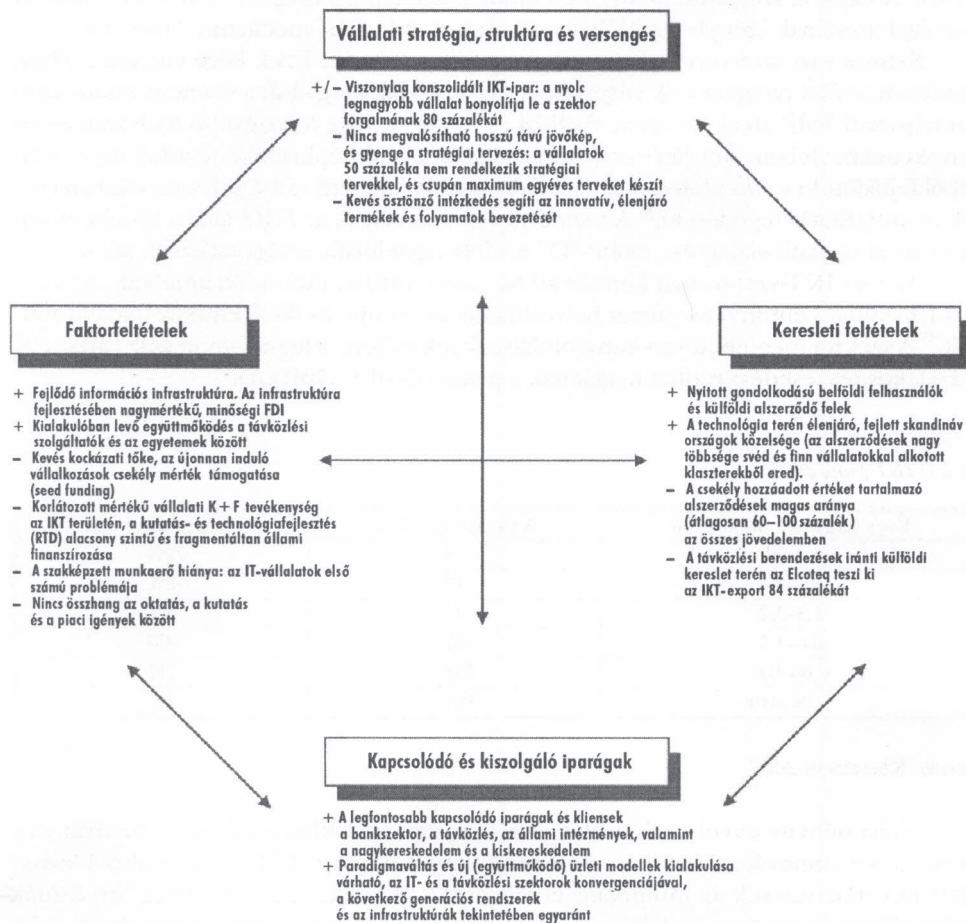 Vállalati stratégia, struktúra és versengés
+/– Viszonylag konszolidált IKT-ipar: a nyolc
legnagyobb vállalat bonyolítja le a szektor
forgalmának 80 százalékát
– Nincs megvalósítható hosszú távú jövőkép,
és gyenge a stratégiai tervezés: a vállalatok
50 százaléka nem rendelkezik stratégiai
tervekkel, és csupán maximum egyéves terveket készít
– Kevés ösztönző intézkedés segíti az innovatív, élenjáró
termékek és folyamatok bevezetését
Faktorfeltételek
+ Fejlődő információs infrastruktúra. Az infrastruktúra
fejlesztésében nagymértékű, minőségi FDI
+ Kialakulóban levő együttműködés a távközlési
szolgáltatók és az egyetemek között
– Kevés kockázati tőke, az újonnan induló
vállalkozások csekély mérték támogatása
(seed funding)
– Korlátozott mértékű vállalati K + F tevékenység
az IKT területén, a kutatás- és technológiafejlesztés
(RTD) alacsony szintű és fragmentáltan állami
finanszírozása
– A szakképzett munkaerő hiánya: az IT-vállalatok első
számú problémája
– Nincs összhang az oktatás, a kutatás
és a piaci igények között
Keresleti feltételek
+ Nyitott gondolkodású belföldi felhasználók
és külföldi alszerződő felek
+ A technológia terén élenjáró, fejlett skandináv
országok közelsége (az alszerződések nagy
többsége svéd és finn vállalatokkal alkotott
klaszterekből ered).
– A csekély hozzáadott értéket tartalmazó
alszerződések magas aránya
(átlagosan 60–100 százalék)
az összes jövedelemben
– A távközlési berendezések iránti külföldi
kereslet terén az Elcoteq teszi ki
az IKT-export 84 százalékát
Kapcsolódó és kiszolgáló iparágak
+ A legfontosabb kapcsolódó iparágak és kliensek
a bankszektor, a távközlés, az állami intézmények, valamint
a nagykereskedelem és a kiskereskedelem
+ Paradigmaváltás és új (együttműködő) üzleti modellek kialakulása
várható, az IT- és a távközlési szektorok konvergenciájával,
a következő generációs rendszerek
és az infrastruktúrák tekintetében egyaránt